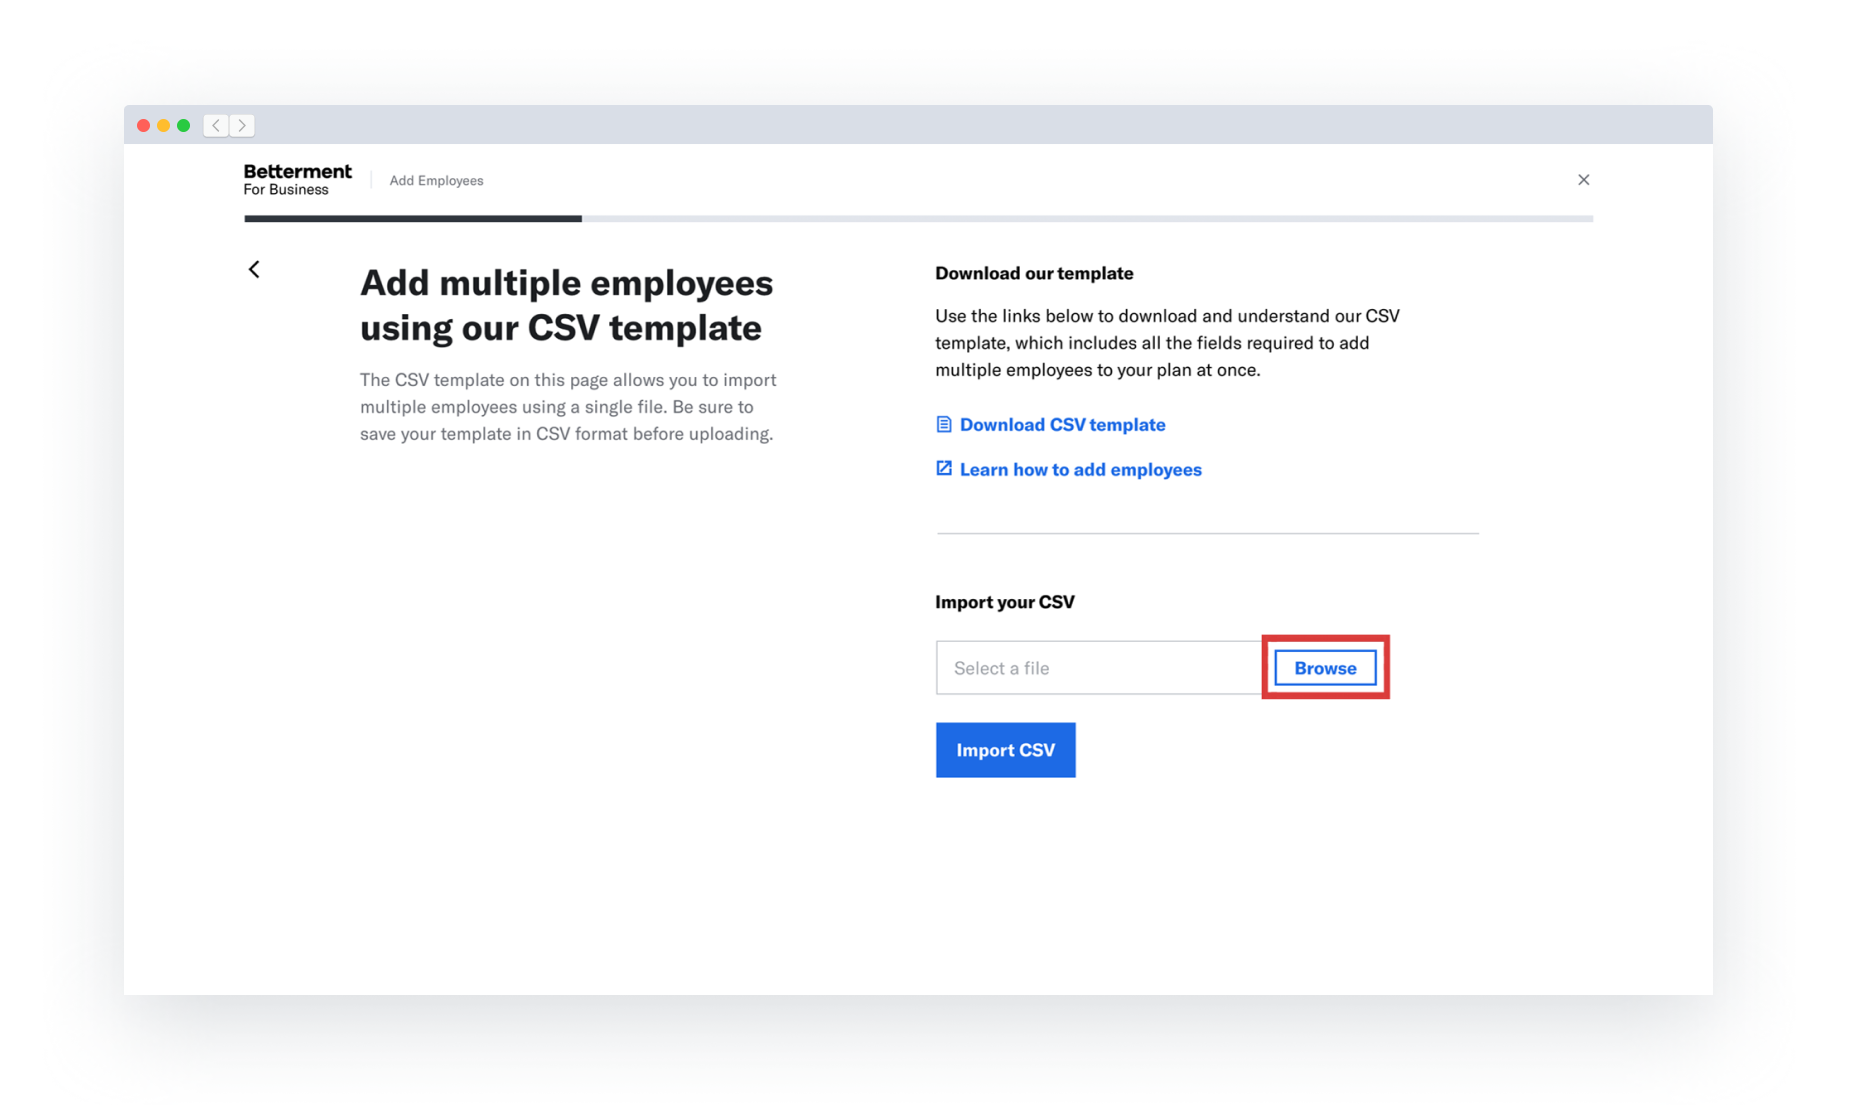 Betterment
For Business
Add Employees
Add multiple employees
using our CSV template
The CSV template on this page allows you to import
multiple employees using a single file. Be sure to
save your template in CSV format before uploading.
Download our template
Use the links below to download and understand our CSV
template, which includes all the fields required to add
multiple employees to your plan at once.
Download CSV template
Learn how to add employees
Import your CSV
Select a file
Browse
Import CSV